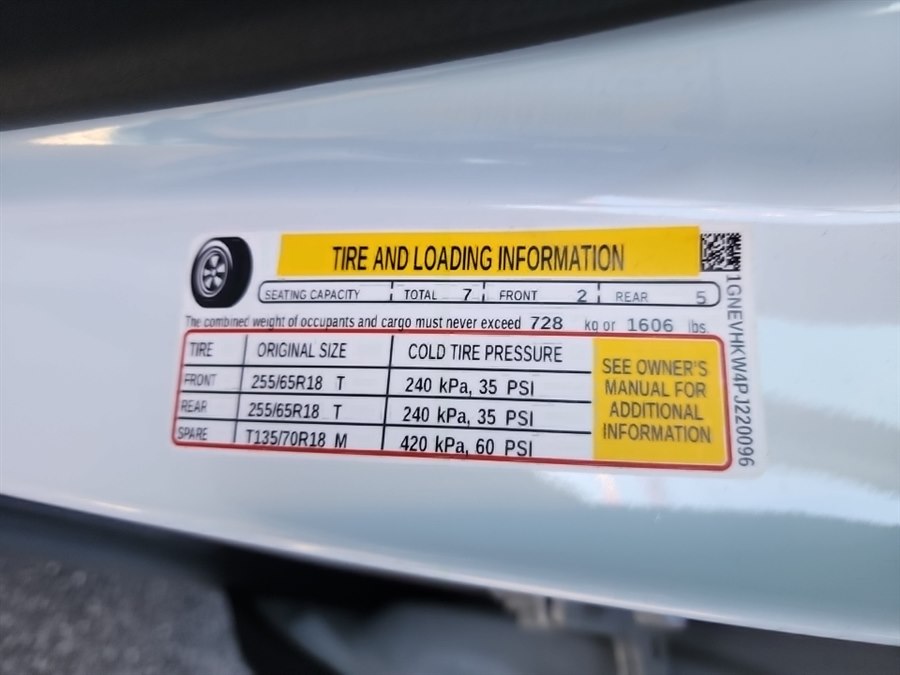 TIRE AND LOADING INFORMATION
SEATING CAPACITY TOTAL 7 FRONT 2 REAR 5
The combined weight of occupants and cargo must never exceed 728 kg or 1606 lbs.
TIRE ORIGINAL SIZE COLD TIRE PRESSURE
FRONT 255/65R18 T 240 kPa, 35 PSI
REAR 255/65R18 T 240 kPa, 35 PSI
SPARE T135/70R18 M 420 kPa, 60 PSI
SEE OWNER'S
MANUAL FOR
ADDITIONAL
INFORMATION
1GNEVHKW4PJ220096